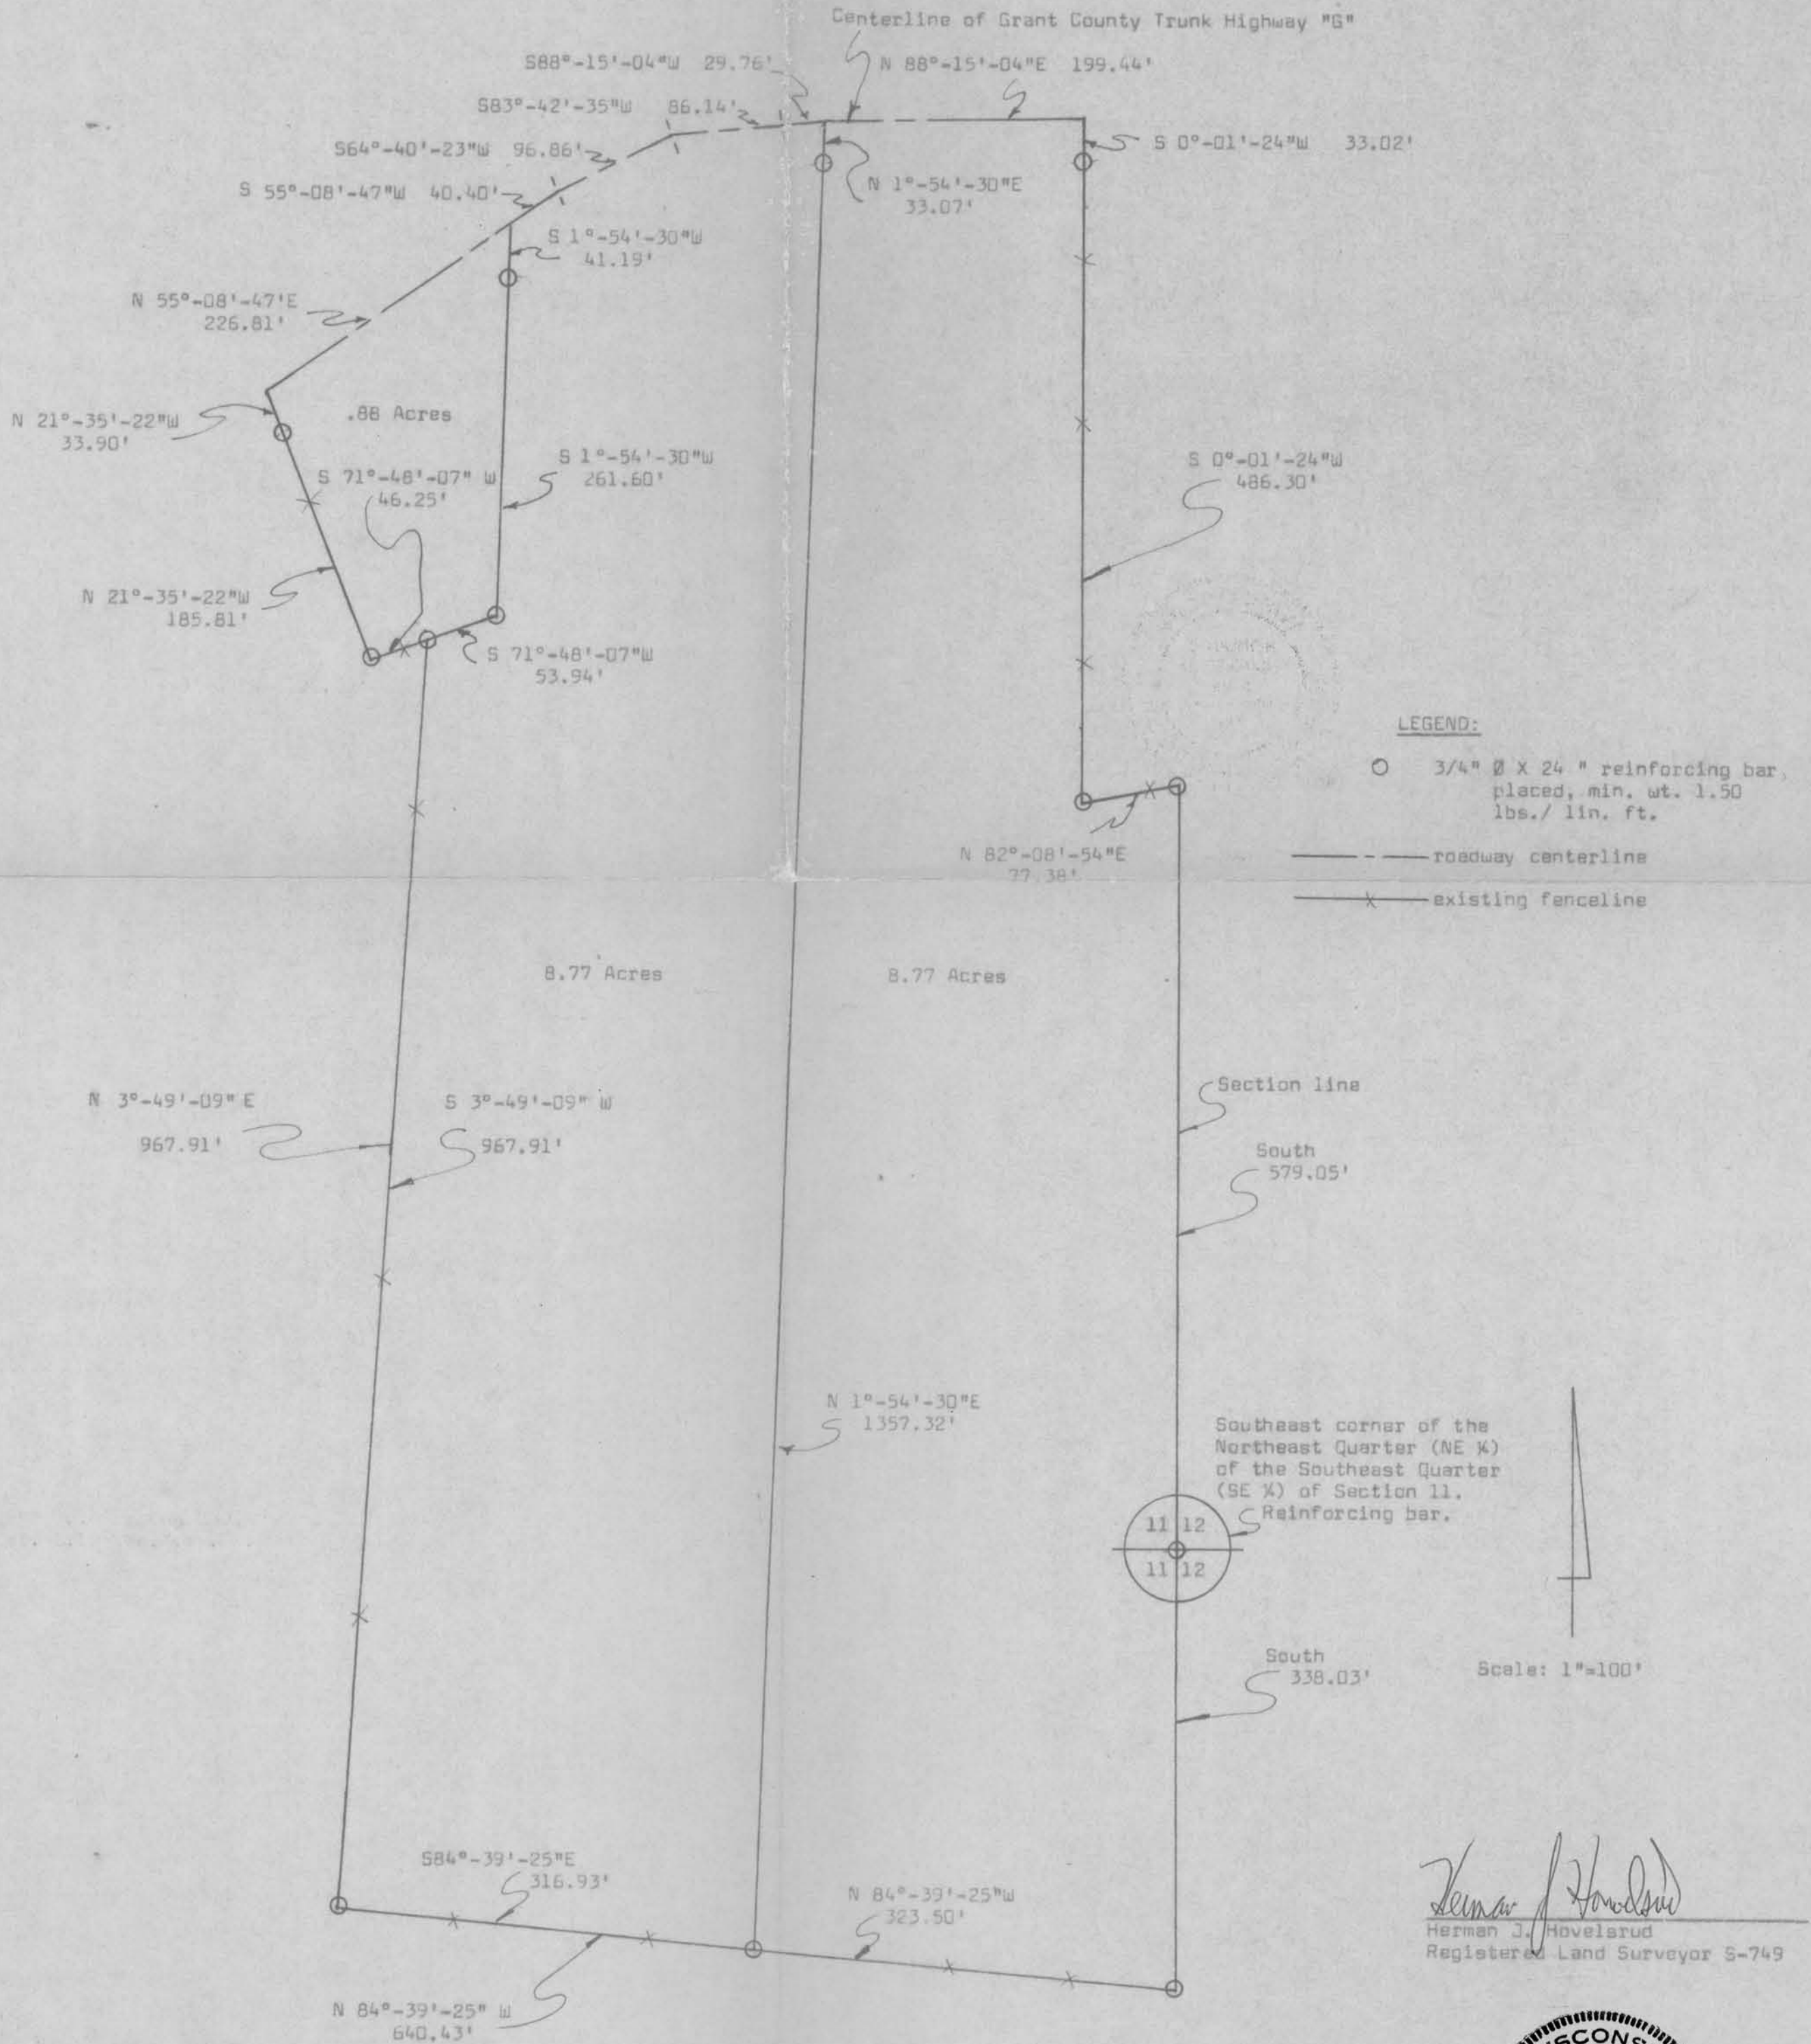 Centerline of Grant County Trunk Highway "G"
S88°-15'-04"W 29.76'
N 88°-15'-04"E 199.44'
S83°-42'-35"W 86.14'
S 0°-01'-24"W 33.02'
S64°-40'-23"W 96.86'
N 1°-54'-30"E
33.07'
S 55°-08'-47"W 40.40'
S 1°-54'-30"W
41.19'
N 55°-08'-47'E
226.81'
N 21°-35'-22"W
33.90'
.88 Acres
S 1°-54'-30"W
261.60'
S 0°-01'-24"W
486.30'
S 71°-48'-07" W
46.25'
N 21°-35'-22"W
185.81'
S 71°-48'-07"W
53.94'
LEGEND:
3/4" Ø X 24 " reinforcing bar,
placed, min. wt. 1.50
lbs./ lin. ft.
roadway centerline
existing fenceline
N 82°-08'-54"E
77.38'
8.77 Acres
8.77 Acres
Section line
N 3°-49'-09" E
967.91'
S 3°-49'-09" W
967.91'
South
579.05'
N 1°-54'-30"E
1357.32'
Southeast corner of the
Northeast Quarter (NE ¼)
of the Southeast Quarter
(SE ¼) of Section 11.
Reinforcing bar.
11 12
11 12
South
338.03'
Scale: 1"=100'
S84°-39'-25"E
316.93'
N 84°-39'-25"W
323.50'
N 84°-39'-25" W
640.43'
Herman J Hovelsrud
Herman J. Hovelsrud
Registered Land Surveyor S-749